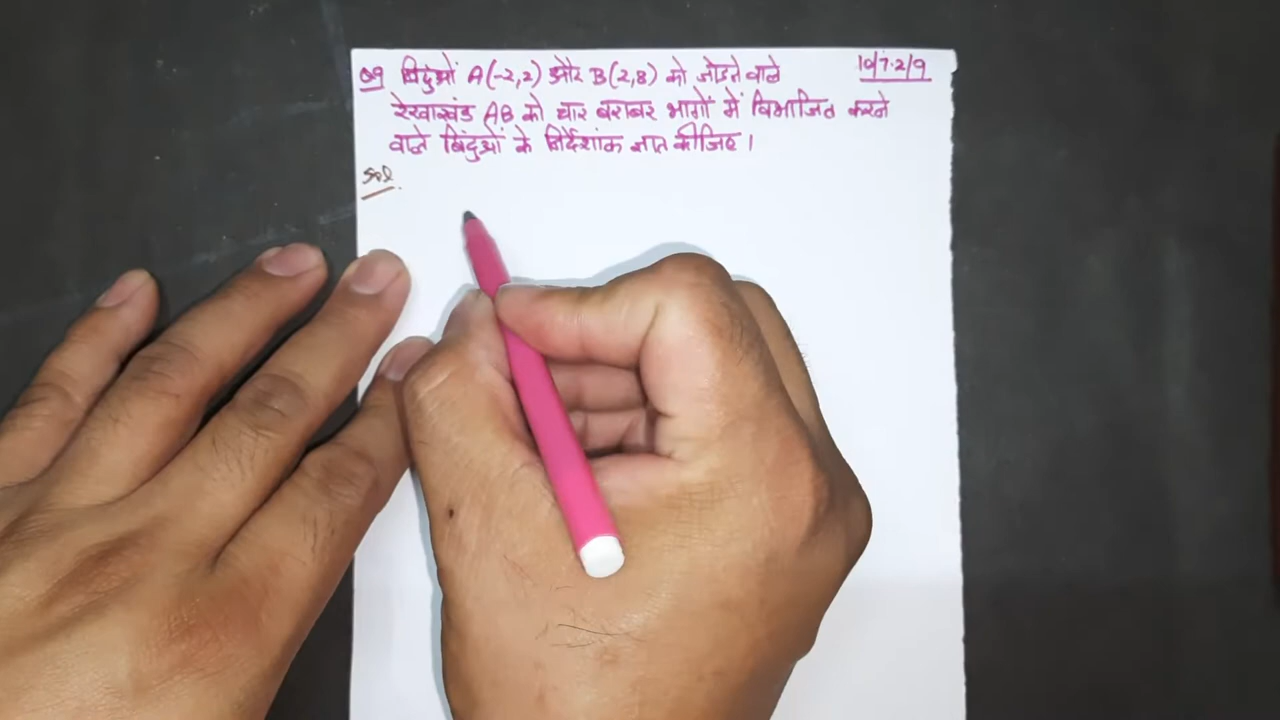 Q9 बिंदुओं A(-2,2) और B(2,8) को जोड़ने वाले
10/7.2/9
रेखाखंड AB को चार बराबर भागों में विभाजित करने
वाले बिंदुओं के निर्देशांक ज्ञात कीजिए।
Sol.